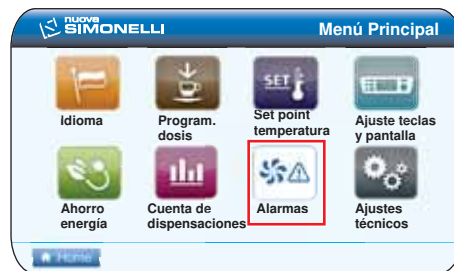 nuova
SIMONELLI
Menú Principal
SET
Idioma
Program.
dosis
Set point
temperatura
Ajuste teclas
y pantalla
Ahorro
energía
Cuenta de
dispensaciones
Alarmas
Ajustes
técnicos
Home